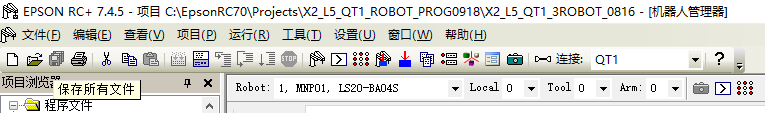 EPSON RC+ 7.4.5 - 项目 C:\EpsonRC70\Projects\X2_L5_QT1_ROBOT_PROG0918\X2_L5_QT1_3ROBOT_0816 - [机器人管理器]
文件(F) 编辑(E) 查看(V) 项目(P) 运行(R) 工具(T) 设置(U) 窗口(W) 帮助(H)
STOP 连接: QT1 ?
项目浏览器 Robot: 1, MNP01, LS20-BA04S Local 0 Tool 0 Arm: 0
保存所有文件
程序文件